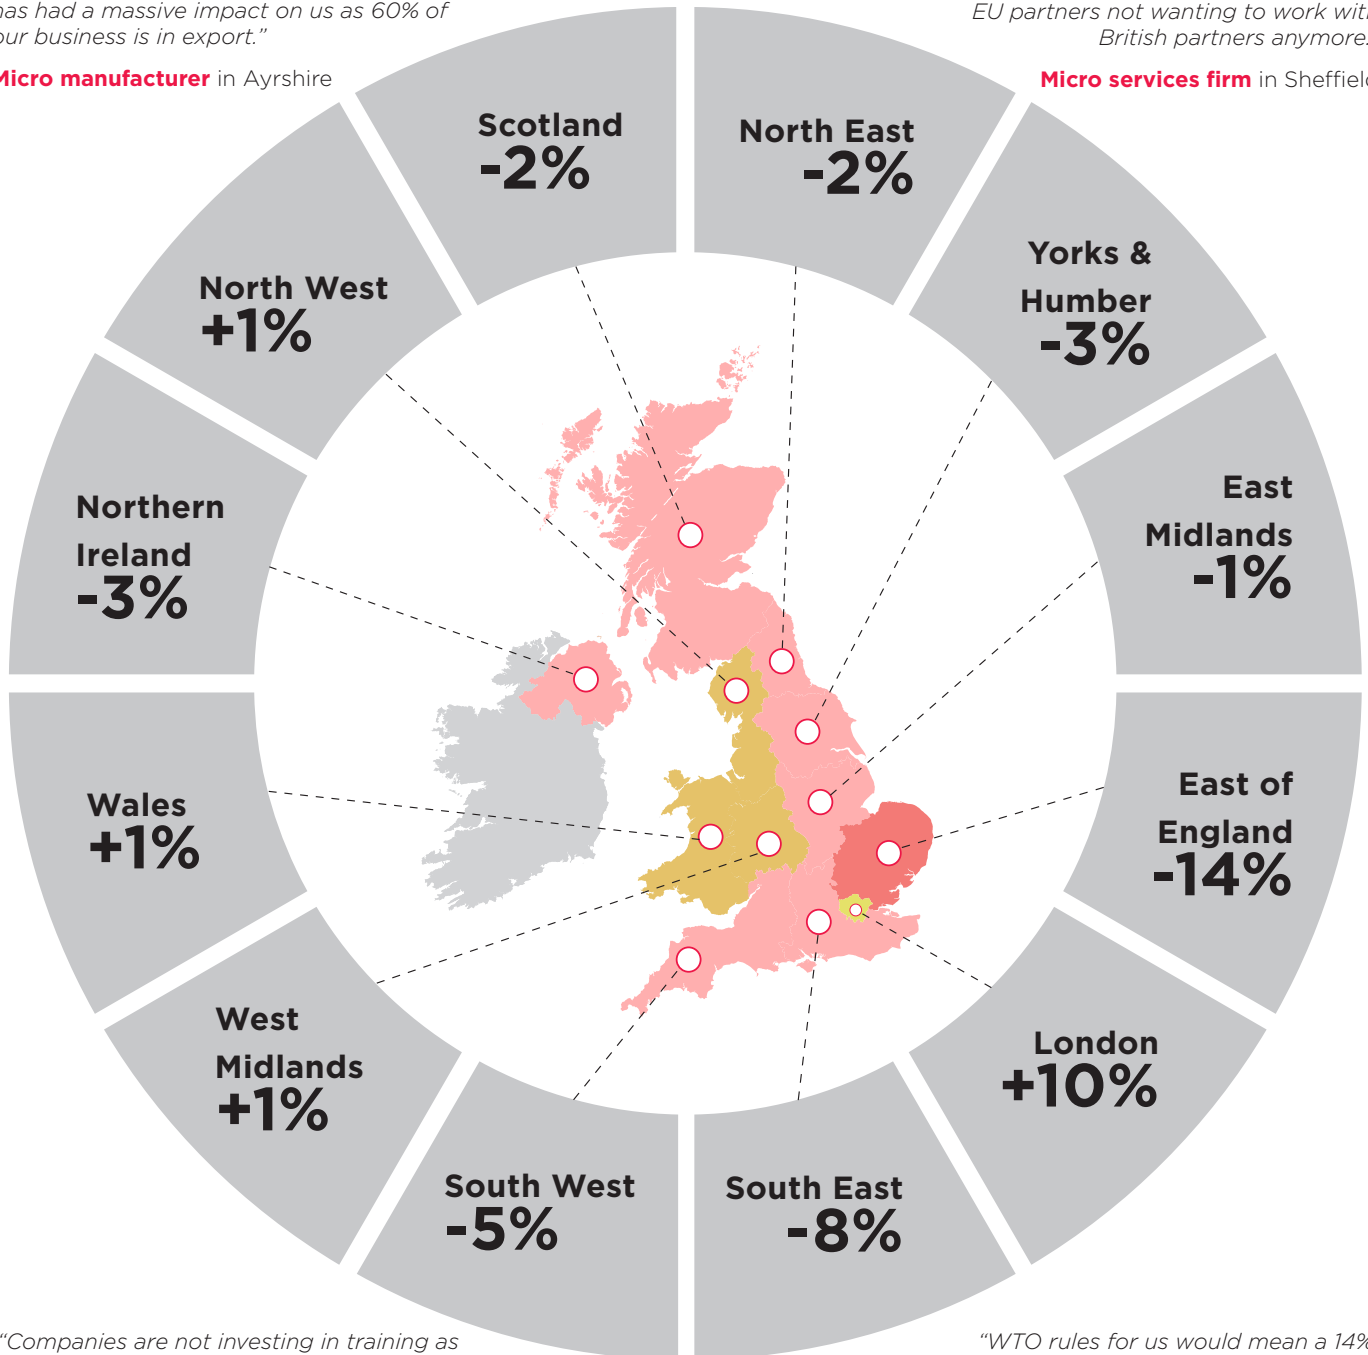 has had a massive impact on us as 60% of
our business is in export.”
Micro manufacturer in Ayrshire
EU partners not wanting to work with
British partners anymore.
Micro services firm in Sheffield
Scotland
-2%
North East
-2%
Yorks &
Humber
-3%
North West
+1%
East
Midlands
-1%
Northern
Ireland
-3%
East of
England
-14%
Wales
+1%
London
+10%
West
Midlands
+1%
South West
-5%
South East
-8%
“Companies are not investing in training as
“WTO rules for us would mean a 14%